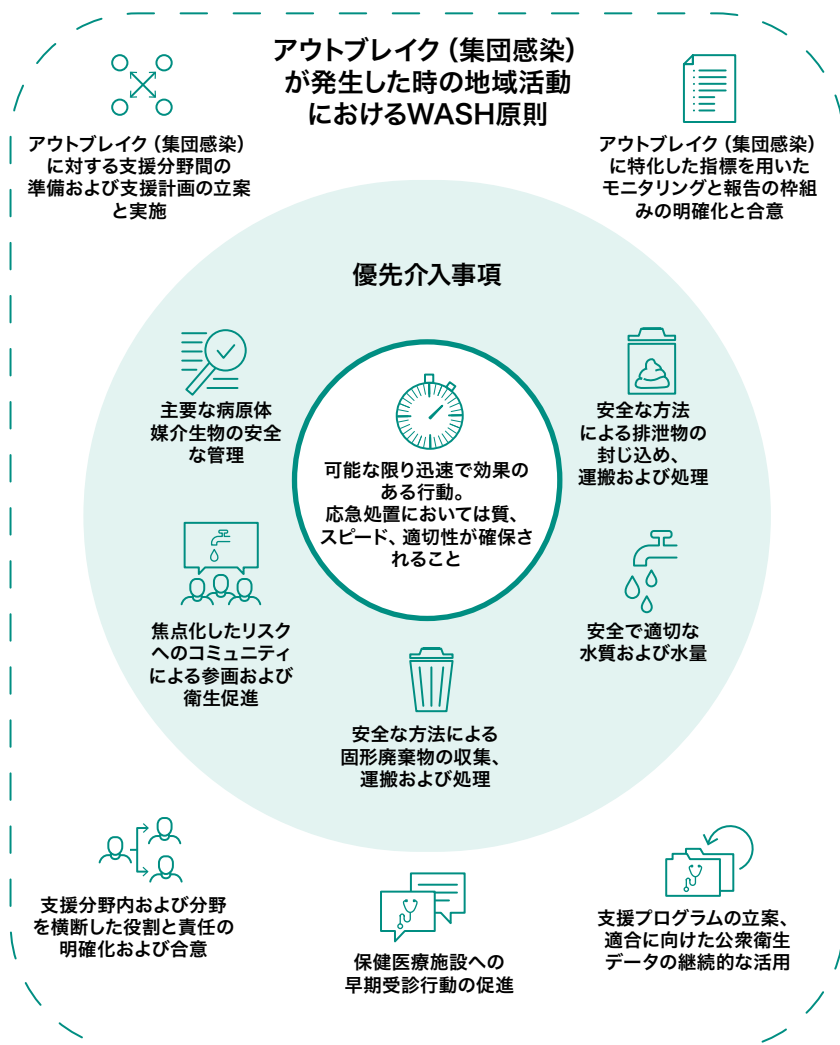 アウトブレイク（集団感染）
が発生した時の地域活動
におけるWASH原則
アウトブレイク（集団感染）
に対する支援分野間の
準備および支援計画の立案
と実施
アウトブレイク（集団感染）
に特化した指標を用いた
モニタリングと報告の枠組
みの明確化と合意
優先介入事項
主要な病原体
媒介生物の安全
な管理
可能な限り迅速で効果の
ある行動。
応急処置においては質、
スピード、適切性が確保さ
れること
安全な方法
による排泄物の
封じ込め、
運搬および処理
焦点化したリスク
へのコミュニティ
による参画および
衛生促進
安全で適切な
水質および水量
安全な方法による
固形廃棄物の収集、
運搬および処理
支援分野内および分野
を横断した役割と責任の
明確化および合意
保健医療施設への
早期受診行動の促進
支援プログラムの立案、
適合に向けた公衆衛生
データの継続的な活用